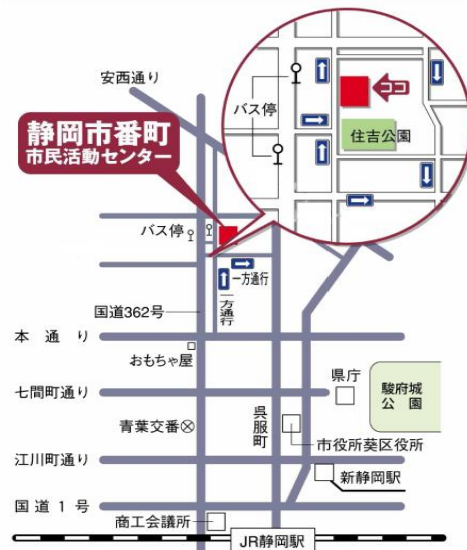 安西通り
静岡市番町
市民活動センター
バス停
ココ
住吉公園
バス停
一方通行
一方通行
国道362号
本通り
おもちゃ屋
七間町通り
県庁
駿府城
公園
青葉交番
呉服町
市役所葵区役所
江川町通り
新静岡駅
国道1号
商工会議所
JR静岡駅